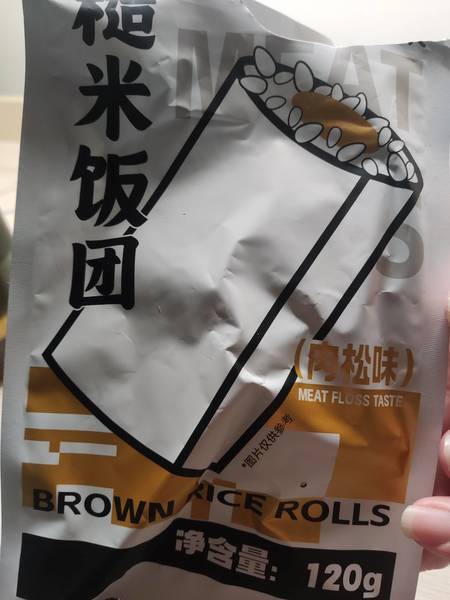 糙米饭团
MEAT
(肉松味)
MEAT FLOSS TASTE
*图片仅供参考
BROWN RICE ROLLS
净含量: 120g